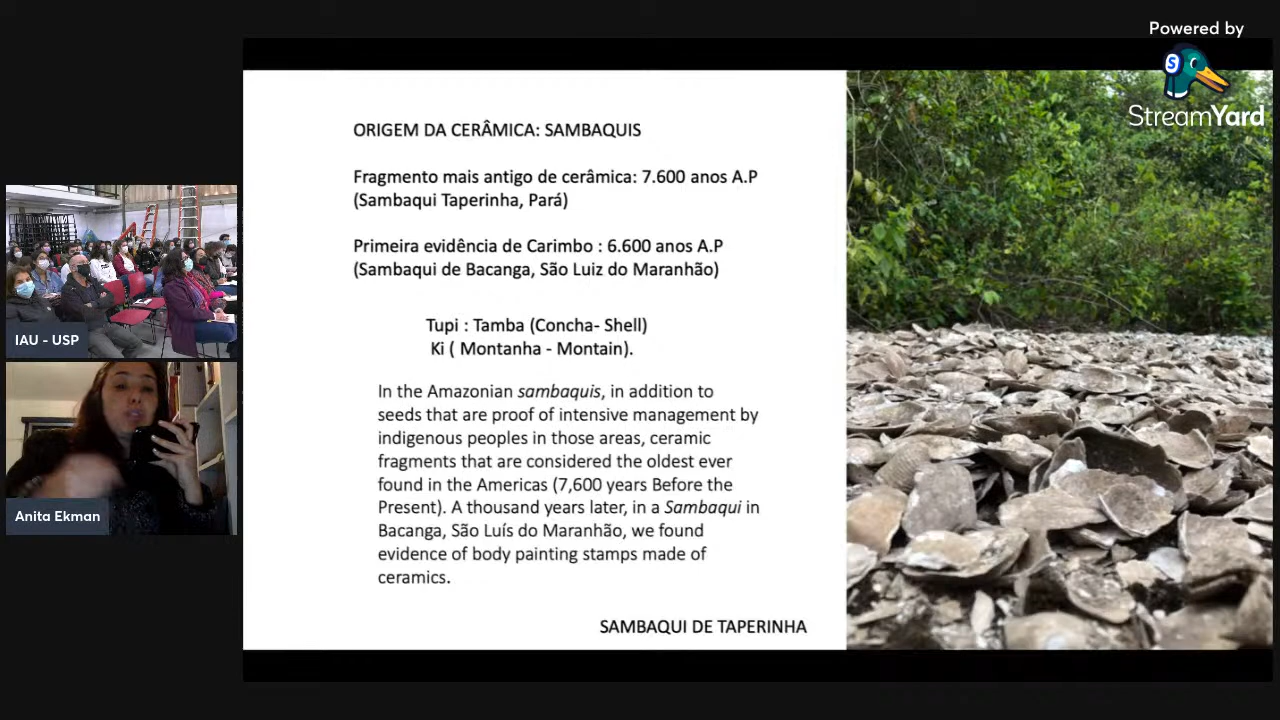 Powered by
StreamYard
ORIGEM DA CERÂMICA: SAMBAQUIS
Fragmento mais antigo de cerâmica: 7.600 anos A.P
(Sambaqui Taperinha, Pará)
Primeira evidência de Carimbo : 6.600 anos A.P
(Sambaqui de Bacanga, São Luiz do Maranhão)
Tupi : Tamba (Concha- Shell)
Ki ( Montanha - Montain).
In the Amazonian sambaquis, in addition to
seeds that are proof of intensive management by
indigenous peoples in those areas, ceramic
fragments that are considered the oldest ever
found in the Americas (7,600 years Before the
Present). A thousand years later, in a Sambaqui in
Bacanga, São Luís do Maranhão, we found
evidence of body painting stamps made of
ceramics.
SAMBAQUI DE TAPERINHA
IAU - USP
Anita Ekman